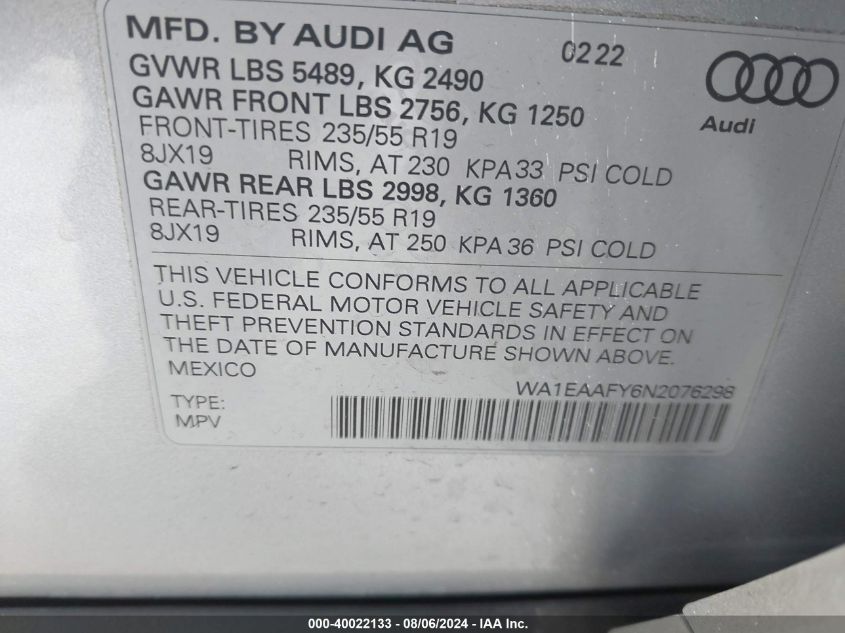 MFD. BY AUDI AG 0222
GVWR LBS 5489, KG 2490
GAWR FRONT LBS 2756, KG 1250
Audi
FRONT-TIRES 235/55 R19
8JX19 RIMS, AT 230 KPA 33 PSI COLD
GAWR REAR LBS 2998, KG 1360
REAR-TIRES 235/55 R19
8JX19 RIMS, AT 250 KPA 36 PSI COLD
THIS VEHICLE CONFORMS TO ALL APPLICABLE
U.S. FEDERAL MOTOR VEHICLE SAFETY AND
THEFT PREVENTION STANDARDS IN EFFECT ON
THE DATE OF MANUFACTURE SHOWN ABOVE.
MEXICO
WA1EAAFY6N2076298
TYPE:
MPV
000-40022133 - 08/06/2024 - IAAI Inc.